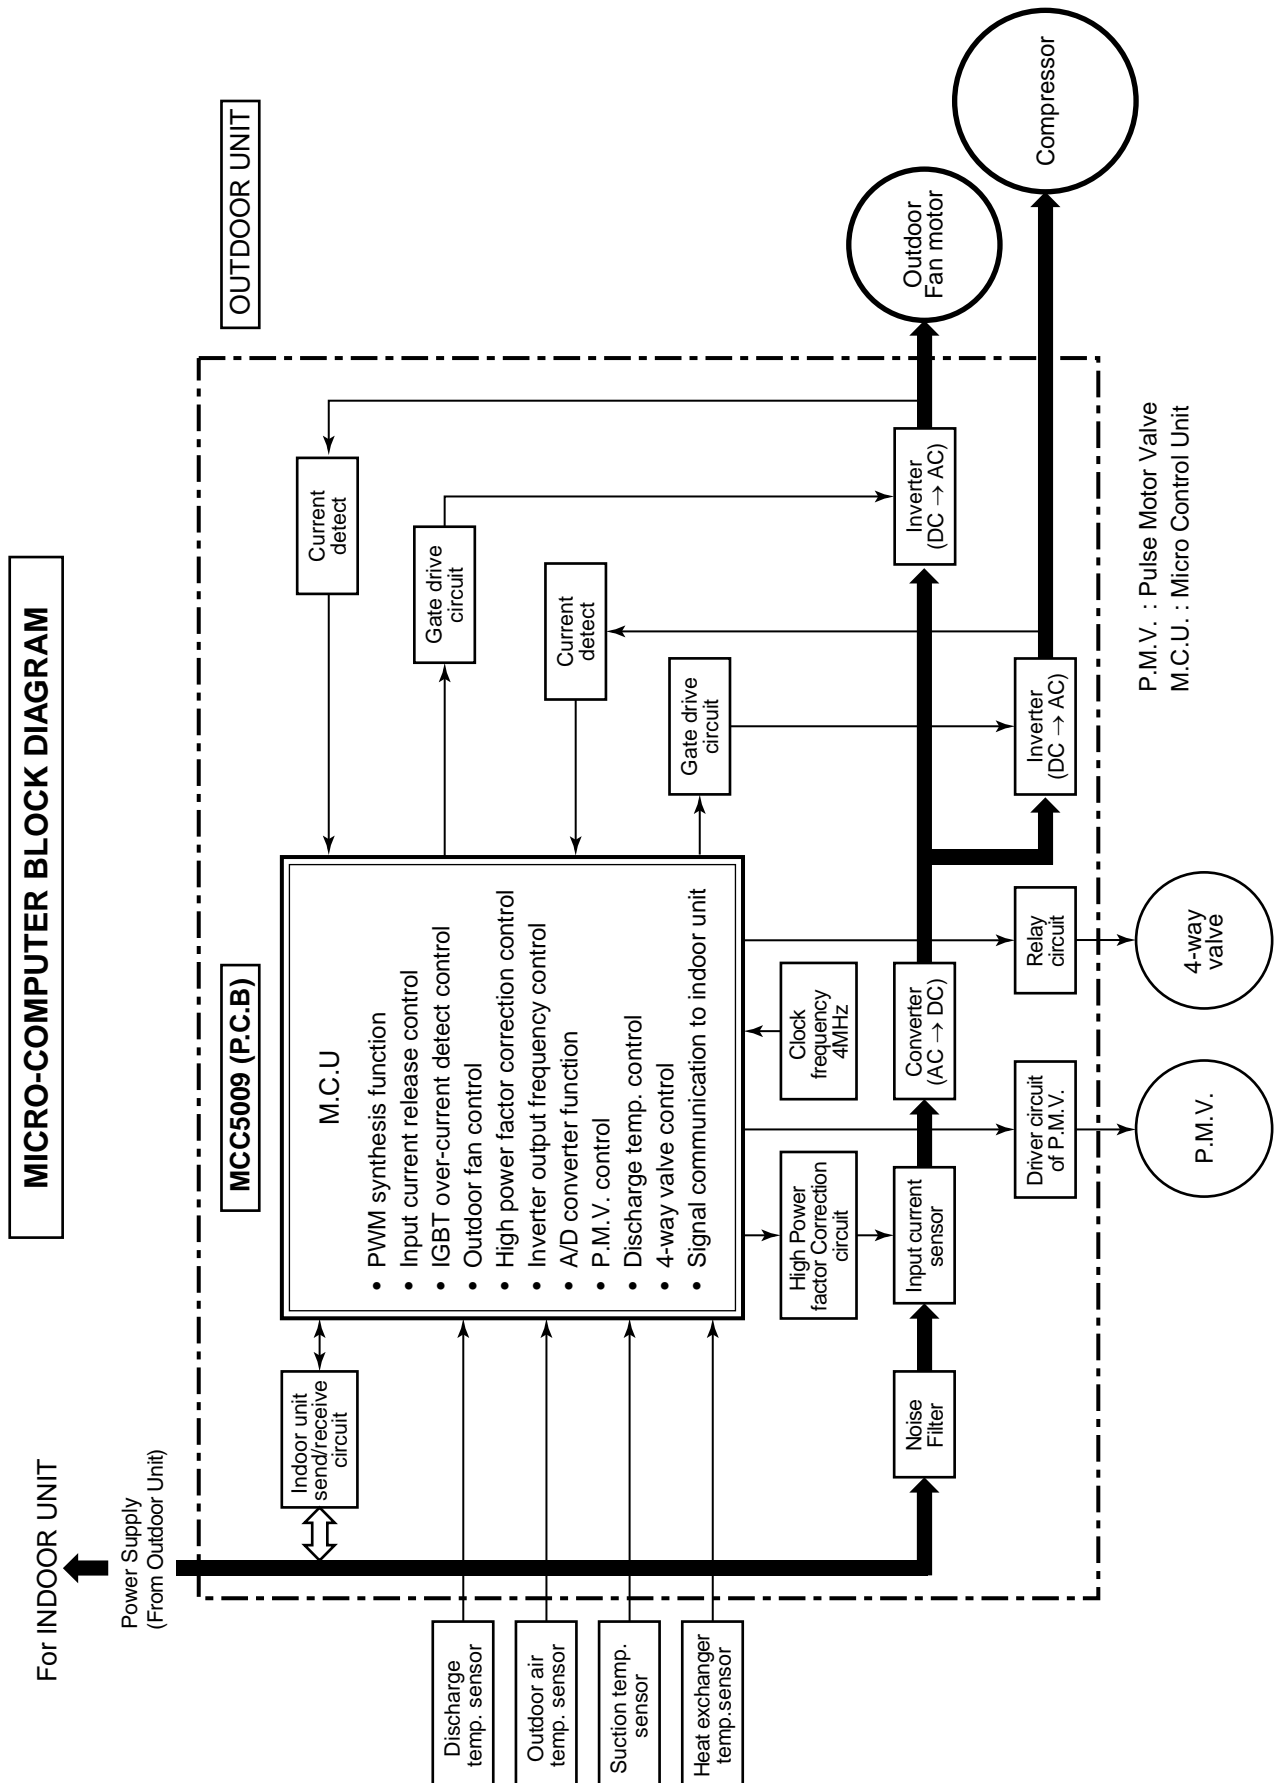 MICRO-COMPUTER BLOCK DIAGRAM
For INDOOR UNIT
Power Supply
(From Outdoor Unit)
MCC5009 (P.C.B)
OUTDOOR UNIT
Indoor unit
send/receive
circuit
M.C.U
• PWM synthesis function
• Input current release control
• IGBT over-current detect control
• Outdoor fan control
• High power factor correction control
• Inverter output frequency control
• A/D converter function
• P.M.V. control
• Discharge temp. control
• 4-way valve control
• Signal communication to indoor unit
Current
detect
Gate drive
circuit
Current
detect
Gate drive
circuit
Discharge
temp. sensor
Outdoor air
temp. sensor
Suction temp.
sensor
Heat exchanger
temp.sensor
High Power
factor Correction
circuit
Clock
frequency
4MHz
Noise
Filter
Input current
sensor
Converter
(AC → DC)
Inverter
(DC → AC)
Outdoor
Fan motor
Driver circuit
of P.M.V.
Relay
circuit
Inverter
(DC → AC)
Compressor
P.M.V.
4-way
valve
P.M.V. : Pulse Motor Valve
M.C.U. : Micro Control Unit